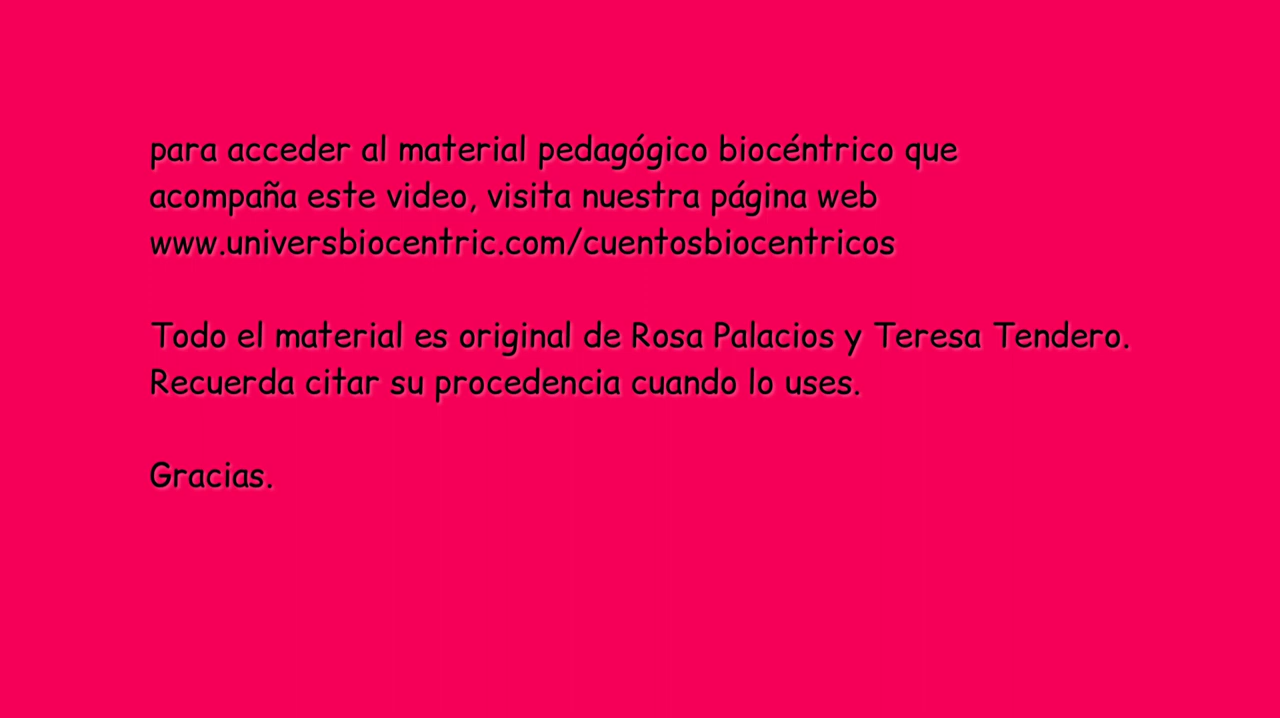 para acceder al material pedagógico biocéntrico que
acompaña este video, visita nuestra página web
www.universbiocentric.com/cuentosbiocentricos
Todo el material es original de Rosa Palacios y Teresa Tendero.
Recuerda citar su procedencia cuando lo uses.
Gracias.